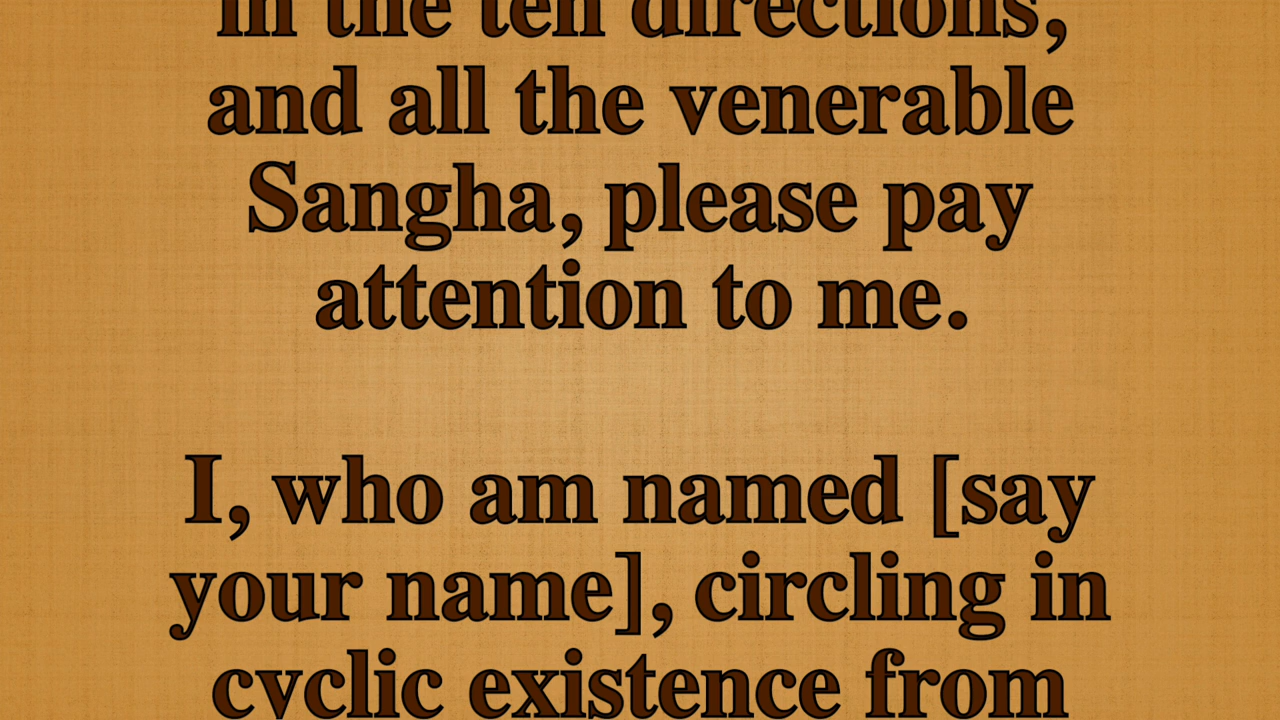 in the ten directions,
and all the venerable
Sangha, please pay
attention to me.
I, who am named [say
your name], circling in
cyclic existence from